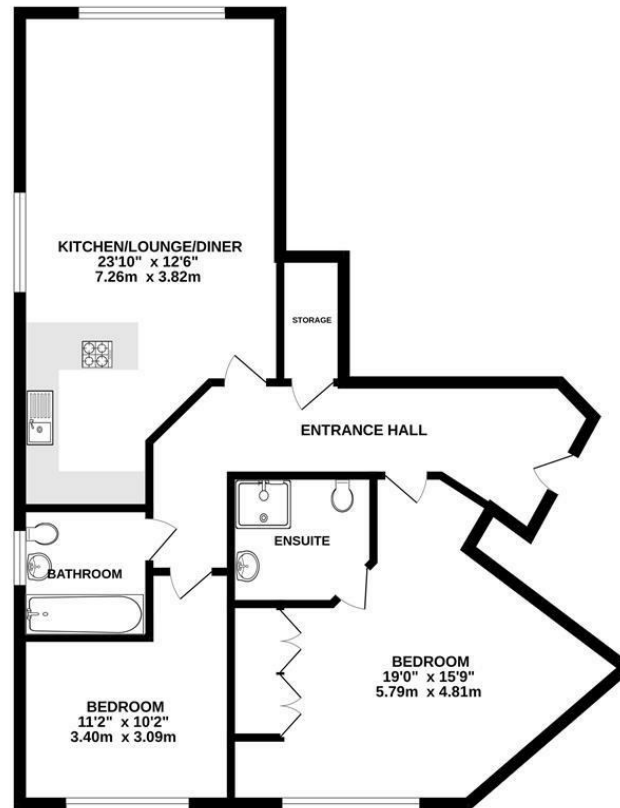 KITCHEN/LOUNGE/DINER
23'10" x 12'6"
7.26m x 3.82m
STORAGE
ENTRANCE HALL
ENSUITE
BATHROOM
BEDROOM
19'0" x 15'9"
5.79m x 4.81m
BEDROOM
11'2" x 10'2"
3.40m x 3.09m